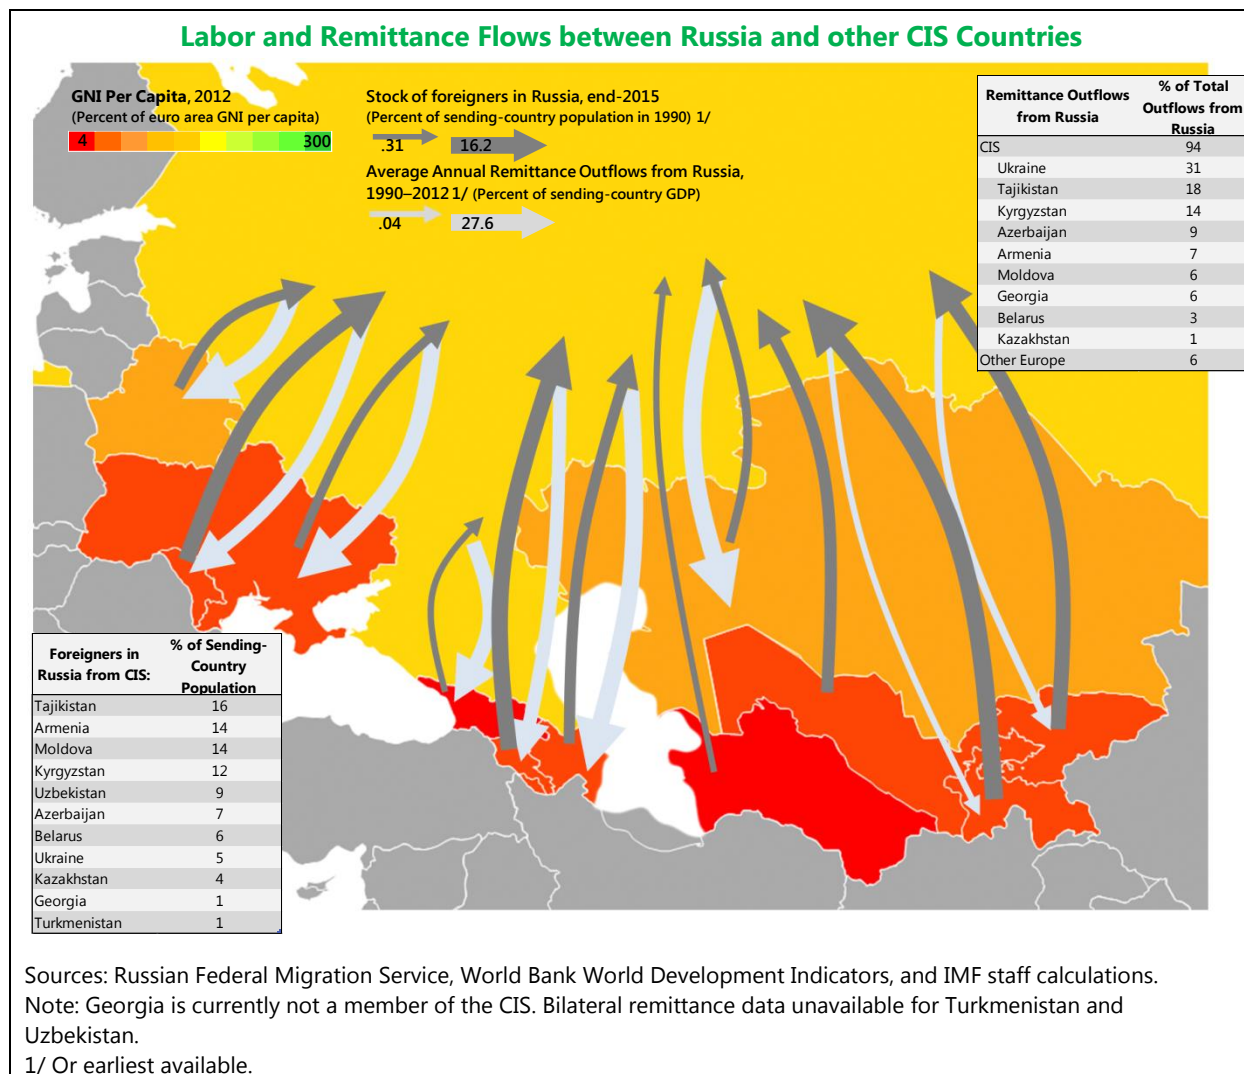 Labor and Remittance Flows between Russia and other CIS Countries
GNI Per Capita, 2012
(Percent of euro area GNI per capita)
4 300
Stock of foreigners in Russia, end-2015
(Percent of sending-country population in 1990) 1/
.31 16.2
Average Annual Remittance Outflows from Russia,
1990–2012 1/ (Percent of sending-country GDP)
.04 27.6
Remittance Outflows from Russia % of Total Outflows from Russia
CIS 94
Ukraine 31
Tajikistan 18
Kyrgyzstan 14
Azerbaijan 9
Armenia 7
Moldova 6
Georgia 6
Belarus 3
Kazakhstan 1
Other Europe 6
Foreigners in Russia from CIS: % of Sending-Country Population
Tajikistan 16
Armenia 14
Moldova 14
Kyrgyzstan 12
Uzbekistan 9
Azerbaijan 7
Belarus 6
Ukraine 5
Kazakhstan 4
Georgia 1
Turkmenistan 1
Sources: Russian Federal Migration Service, World Bank World Development Indicators, and IMF staff calculations.
Note: Georgia is currently not a member of the CIS. Bilateral remittance data unavailable for Turkmenistan and
Uzbekistan.
1/ Or earliest available.